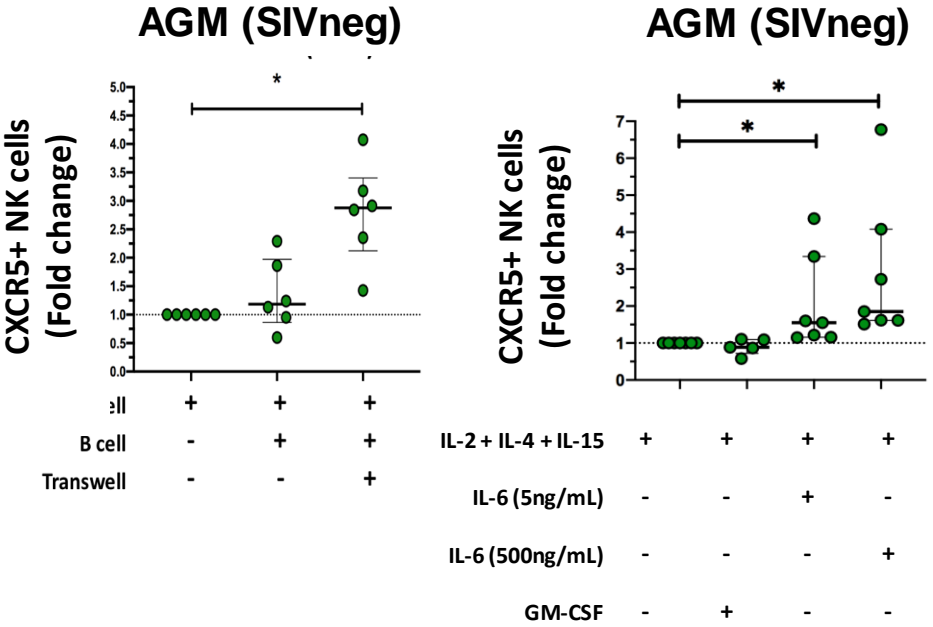 AGM (SIVneg)
*
CXCR5+ NK cells
(Fold change)
5.0
4.5
4.0
3.5
3.0
2.5
2.0
1.5
1.0
0.5
0.0
ell + + +
B cell - + +
Transwell - - +
AGM (SIVneg)
*
*
CXCR5+ NK cells
(Fold change)
7
6
5
4
3
2
1
0
IL-2 + IL-4 + IL-15 + + + +
IL-6 (5ng/mL) - - + -
IL-6 (500ng/mL) - - - +
GM-CSF - + - -